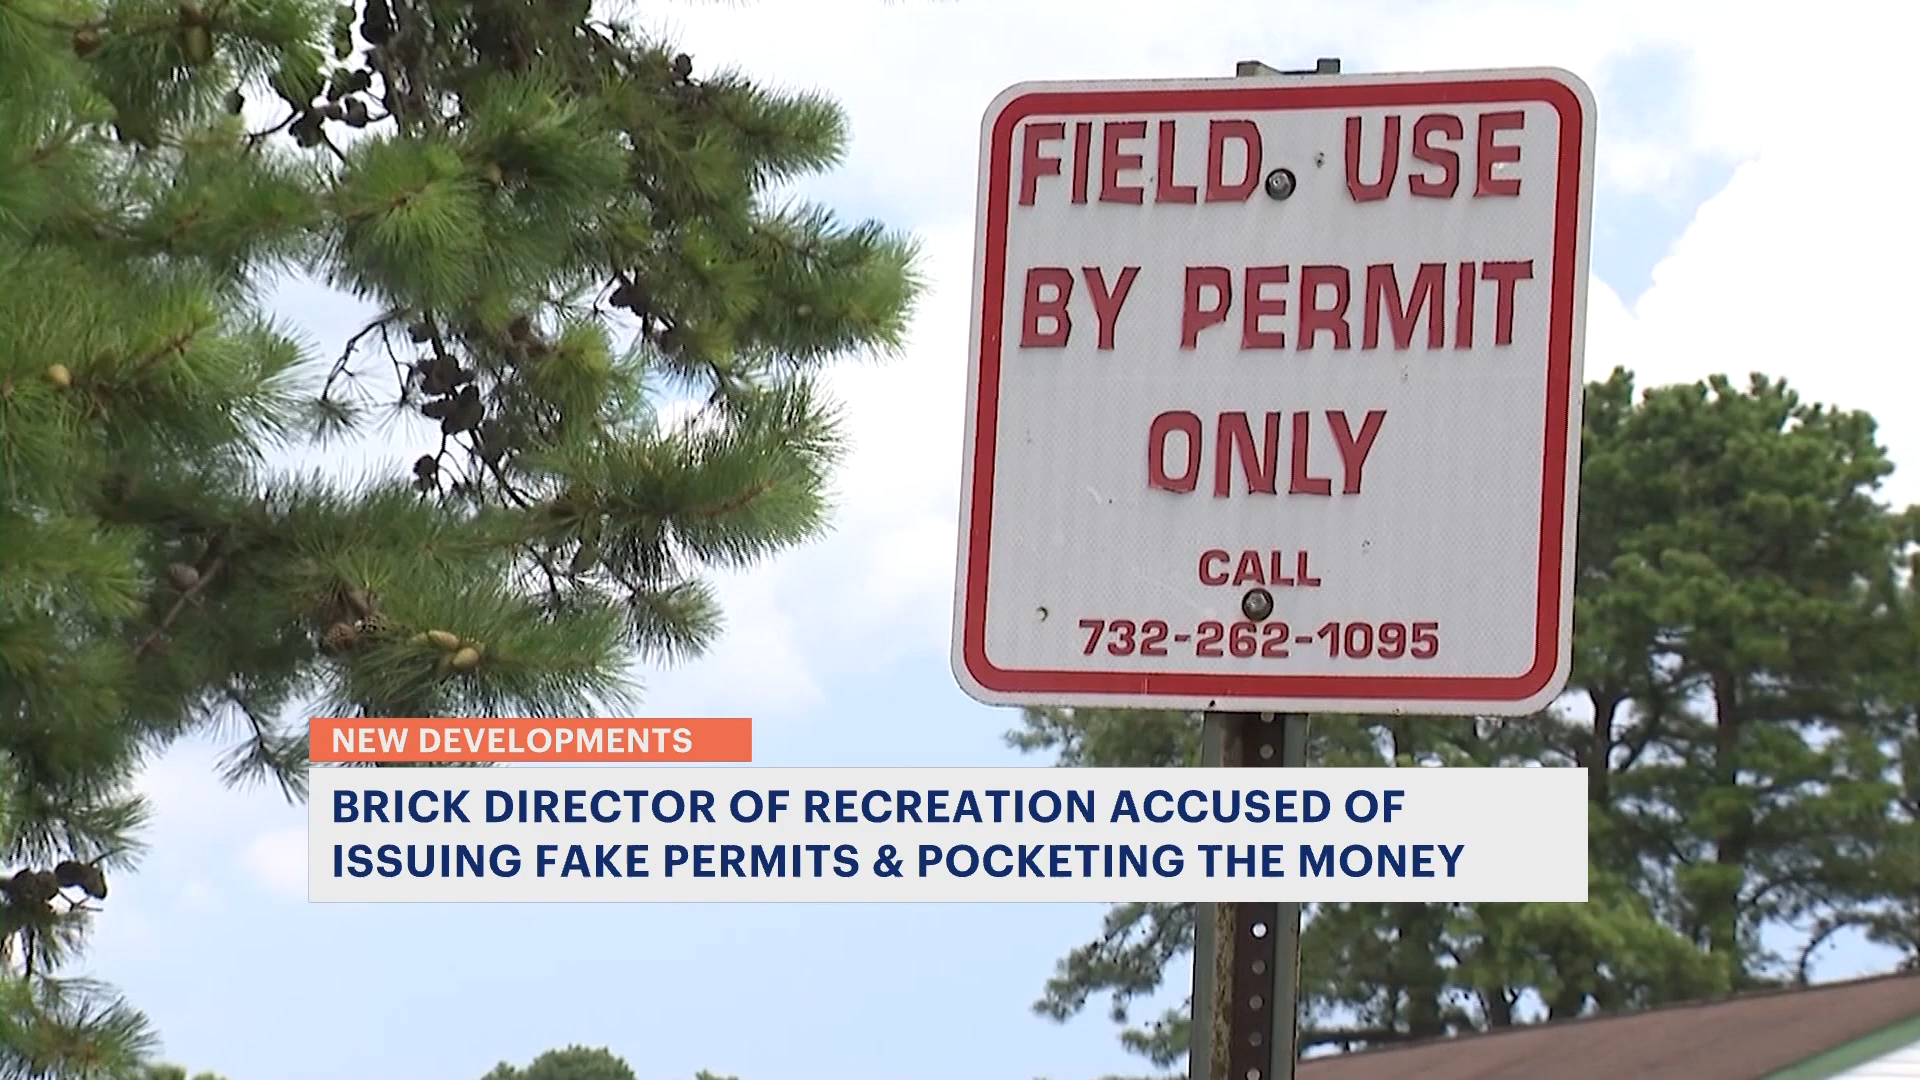 FIELD USE
BY PERMIT
ONLY
CALL
732-262-1095
NEW DEVELOPMENTS
BRICK DIRECTOR OF RECREATION ACCUSED OF
ISSUING FAKE PERMITS & POCKETING THE MONEY